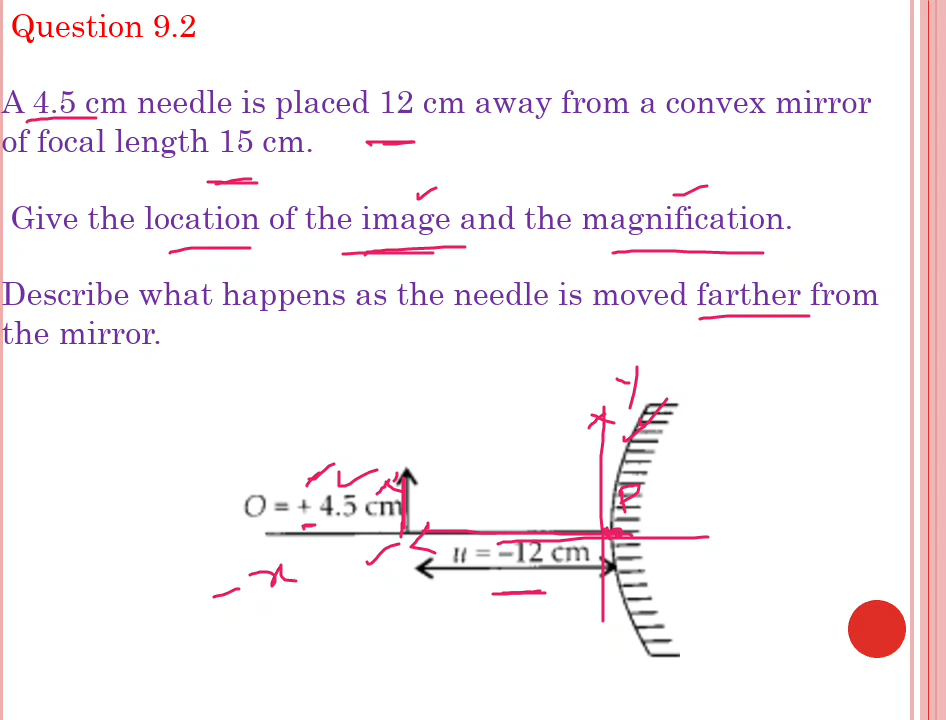 Question 9.2
A 4.5 cm needle is placed 12 cm away from a convex mirror
of focal length 15 cm.
Give the location of the image and the magnification.
Describe what happens as the needle is moved farther from
the mirror.
y
P
O = + 4.5 cm
u = −12 cm
- x